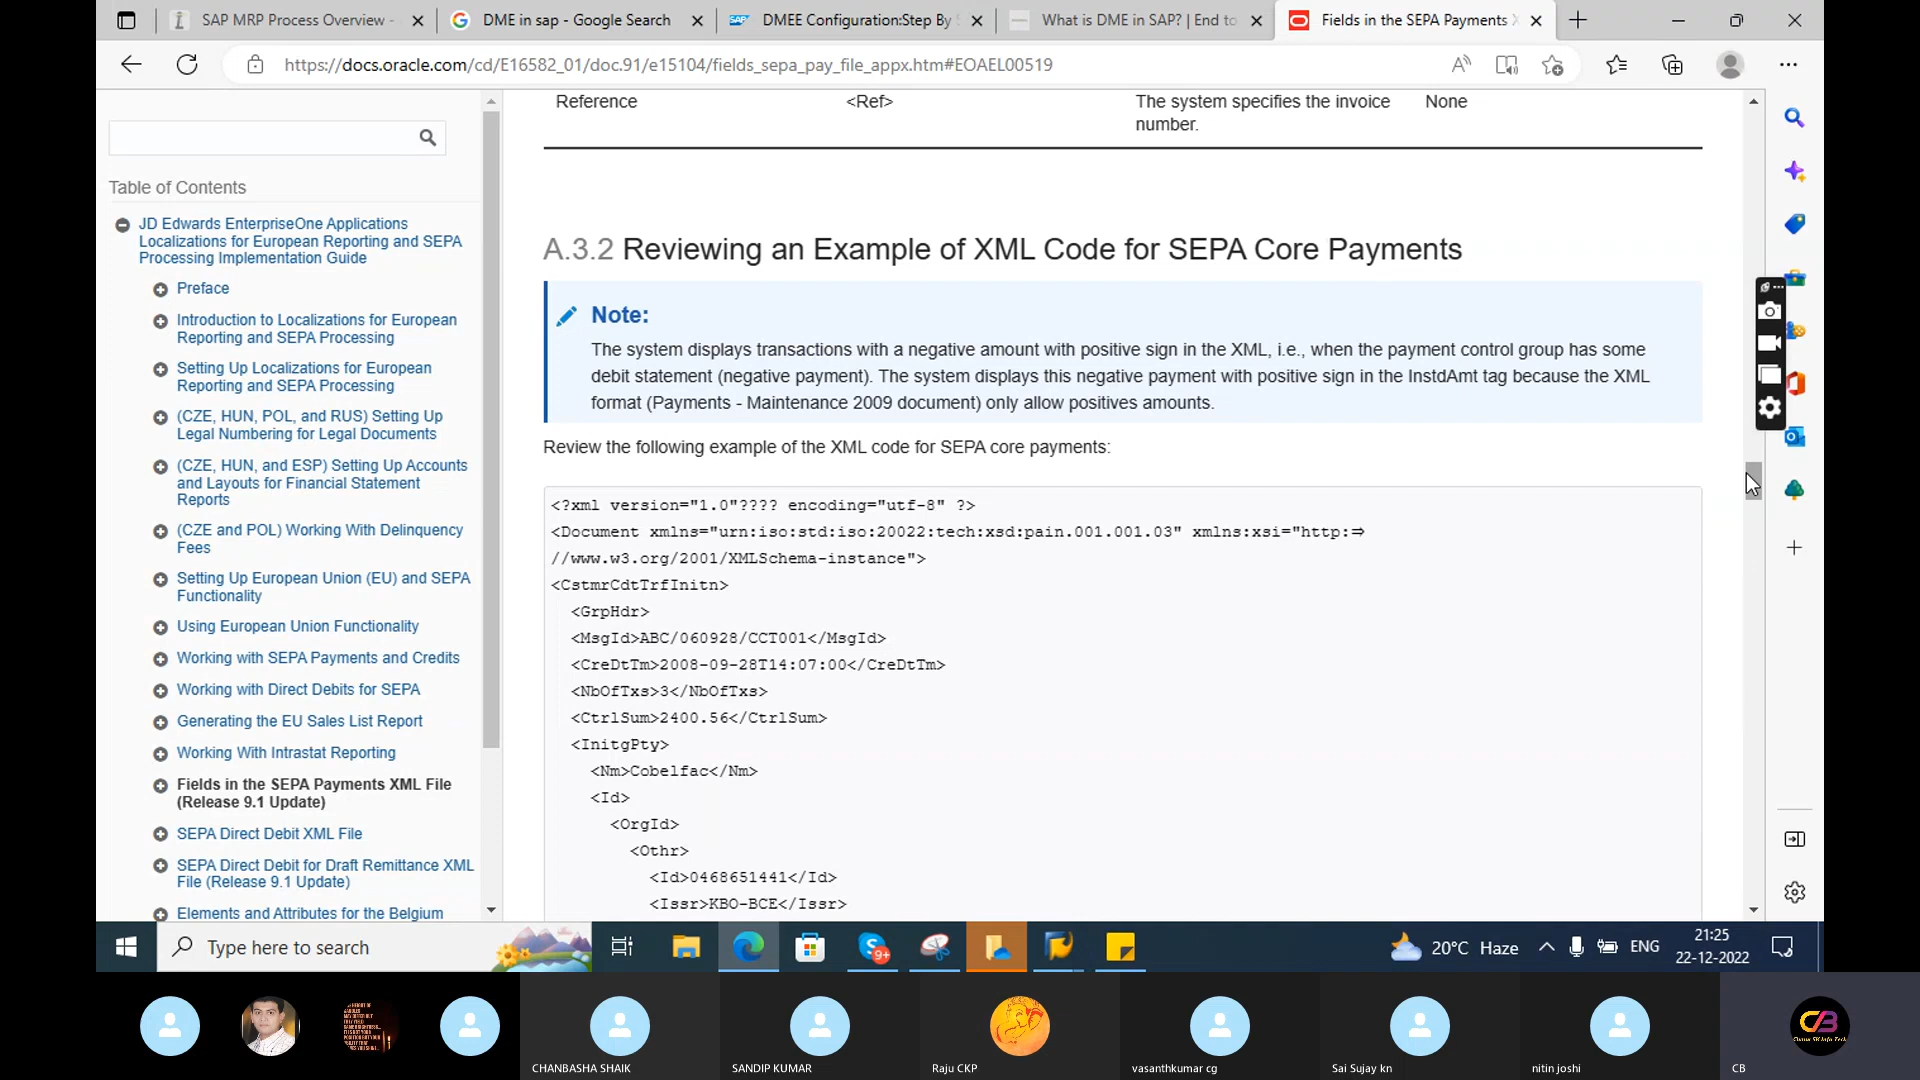 SAP MRP Process Overview -
DME in sap - Google Search
DMEE Configuration:Step By S
What is DME in SAP? | End to
Fields in the SEPA Payments X
https://docs.oracle.com/cd/E16582_01/doc.91/e15104/fields_sepa_pay_file_appx.htm#EOAEL00519
Table of Contents
JD Edwards EnterpriseOne Applications
Localizations for European Reporting and SEPA
Processing Implementation Guide
Preface
Introduction to Localizations for European
Reporting and SEPA Processing
Setting Up Localizations for European
Reporting and SEPA Processing
(CZE, HUN, POL, and RUS) Setting Up
Legal Numbering for Legal Documents
(CZE, HUN, and ESP) Setting Up Accounts
and Layouts for Financial Statement
Reports
(CZE and POL) Working With Delinquency
Fees
Setting Up European Union (EU) and SEPA
Functionality
Using European Union Functionality
Working with SEPA Payments and Credits
Working with Direct Debits for SEPA
Generating the EU Sales List Report
Working With Intrastat Reporting
Fields in the SEPA Payments XML File
(Release 9.1 Update)
SEPA Direct Debit XML File
SEPA Direct Debit for Draft Remittance XML
File (Release 9.1 Update)
Elements and Attributes for the Belgium
Reference <Ref> The system specifies the invoice None
number.
A.3.2 Reviewing an Example of XML Code for SEPA Core Payments
Note:
The system displays transactions with a negative amount with positive sign in the XML, i.e., when the payment control group has some
debit statement (negative payment). The system displays this negative payment with positive sign in the InstdAmt tag because the XML
format (Payments - Maintenance 2009 document) only allow positives amounts.
Review the following example of the XML code for SEPA core payments:
<?xml version="1.0"???? encoding="utf-8" ?>
<Document xmlns="urn:iso:std:iso:20022:tech:xsd:pain.001.001.03" xmlns:xsi="http:⇒
//www.w3.org/2001/XMLSchema-instance">
<CstmrCdtTrfInitn>
<GrpHdr>
<MsgId>ABC/060928/CCT001</MsgId>
<CreDtTm>2008-09-28T14:07:00</CreDtTm>
<NbOfTxs>3</NbOfTxs>
<CtrlSum>2400.56</CtrlSum>
<InitgPty>
<Nm>Cobelfac</Nm>
<Id>
<OrgId>
<Othr>
<Id>0468651441</Id>
<Issr>KBO-BCE</Issr>
Type here to search
9+
20°C Haze
ENG
21:25
22-12-2022
CHANBASHA SHAIK
SANDIP KUMAR
Raju CKP
vasanthkumar cg
Sai Sujay kn
nitin joshi
CB